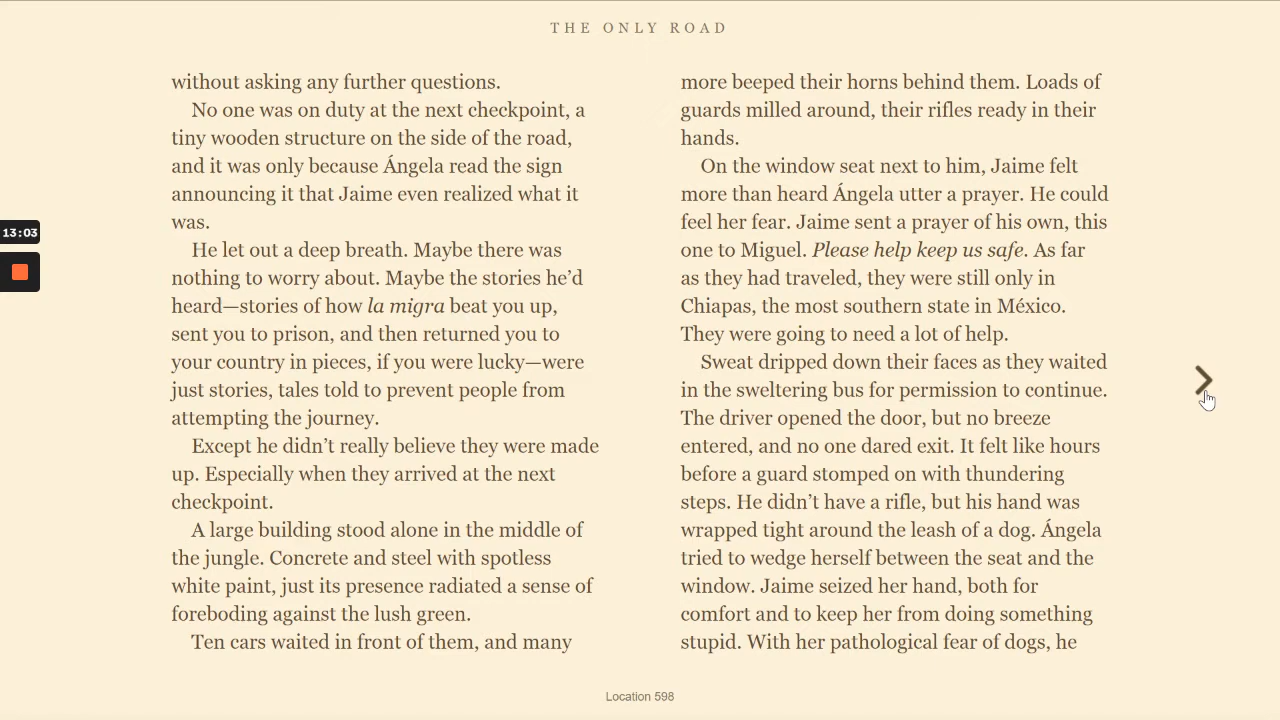 THE ONLY ROAD
without asking any further questions.
No one was on duty at the next checkpoint, a
tiny wooden structure on the side of the road,
and it was only because Ángela read the sign
announcing it that Jaime even realized what it
was.
He let out a deep breath. Maybe there was
nothing to worry about. Maybe the stories he’d
heard—stories of how la migra beat you up,
sent you to prison, and then returned you to
your country in pieces, if you were lucky—were
just stories, tales told to prevent people from
attempting the journey.
Except he didn’t really believe they were made
up. Especially when they arrived at the next
checkpoint.
A large building stood alone in the middle of
the jungle. Concrete and steel with spotless
white paint, just its presence radiated a sense of
foreboding against the lush green.
Ten cars waited in front of them, and many
more beeped their horns behind them. Loads of
guards milled around, their rifles ready in their
hands.
On the window seat next to him, Jaime felt
more than heard Ángela utter a prayer. He could
feel her fear. Jaime sent a prayer of his own, this
one to Miguel. Please help keep us safe. As far
as they had traveled, they were still only in
Chiapas, the most southern state in México.
They were going to need a lot of help.
Sweat dripped down their faces as they waited
in the sweltering bus for permission to continue.
The driver opened the door, but no breeze
entered, and no one dared exit. It felt like hours
before a guard stomped on with thundering
steps. He didn’t have a rifle, but his hand was
wrapped tight around the leash of a dog. Ángela
tried to wedge herself between the seat and the
window. Jaime seized her hand, both for
comfort and to keep her from doing something
stupid. With her pathological fear of dogs, he
13:03
Location 598